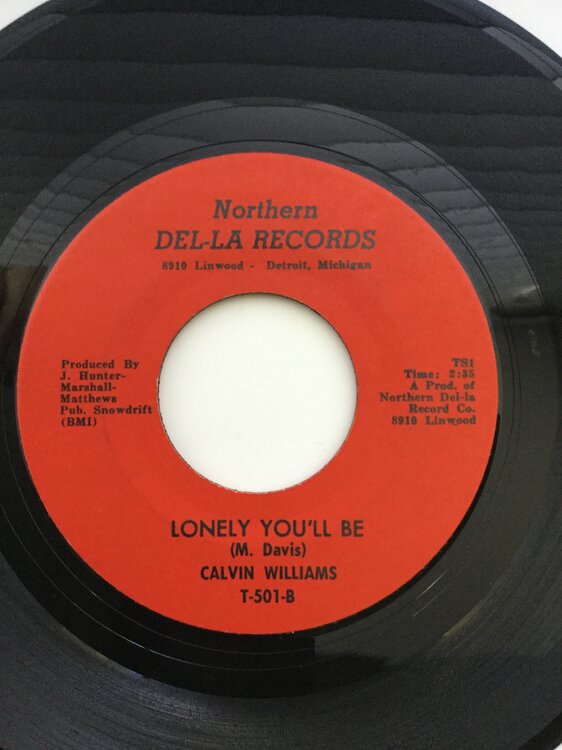 Northern
DEL-LA RECORDS
8910 Linwood - Detroit, Michigan
Produced By
J. Hunter-
Marshall-
Matthews
Pub. Snowdrift
(BMI)
TS1
Time: 2:35
A Prod. of
Northern Del-la
Record Co.
8910 Linwood
LONELY YOU'LL BE
(M. Davis)
CALVIN WILLIAMS
T-501-B